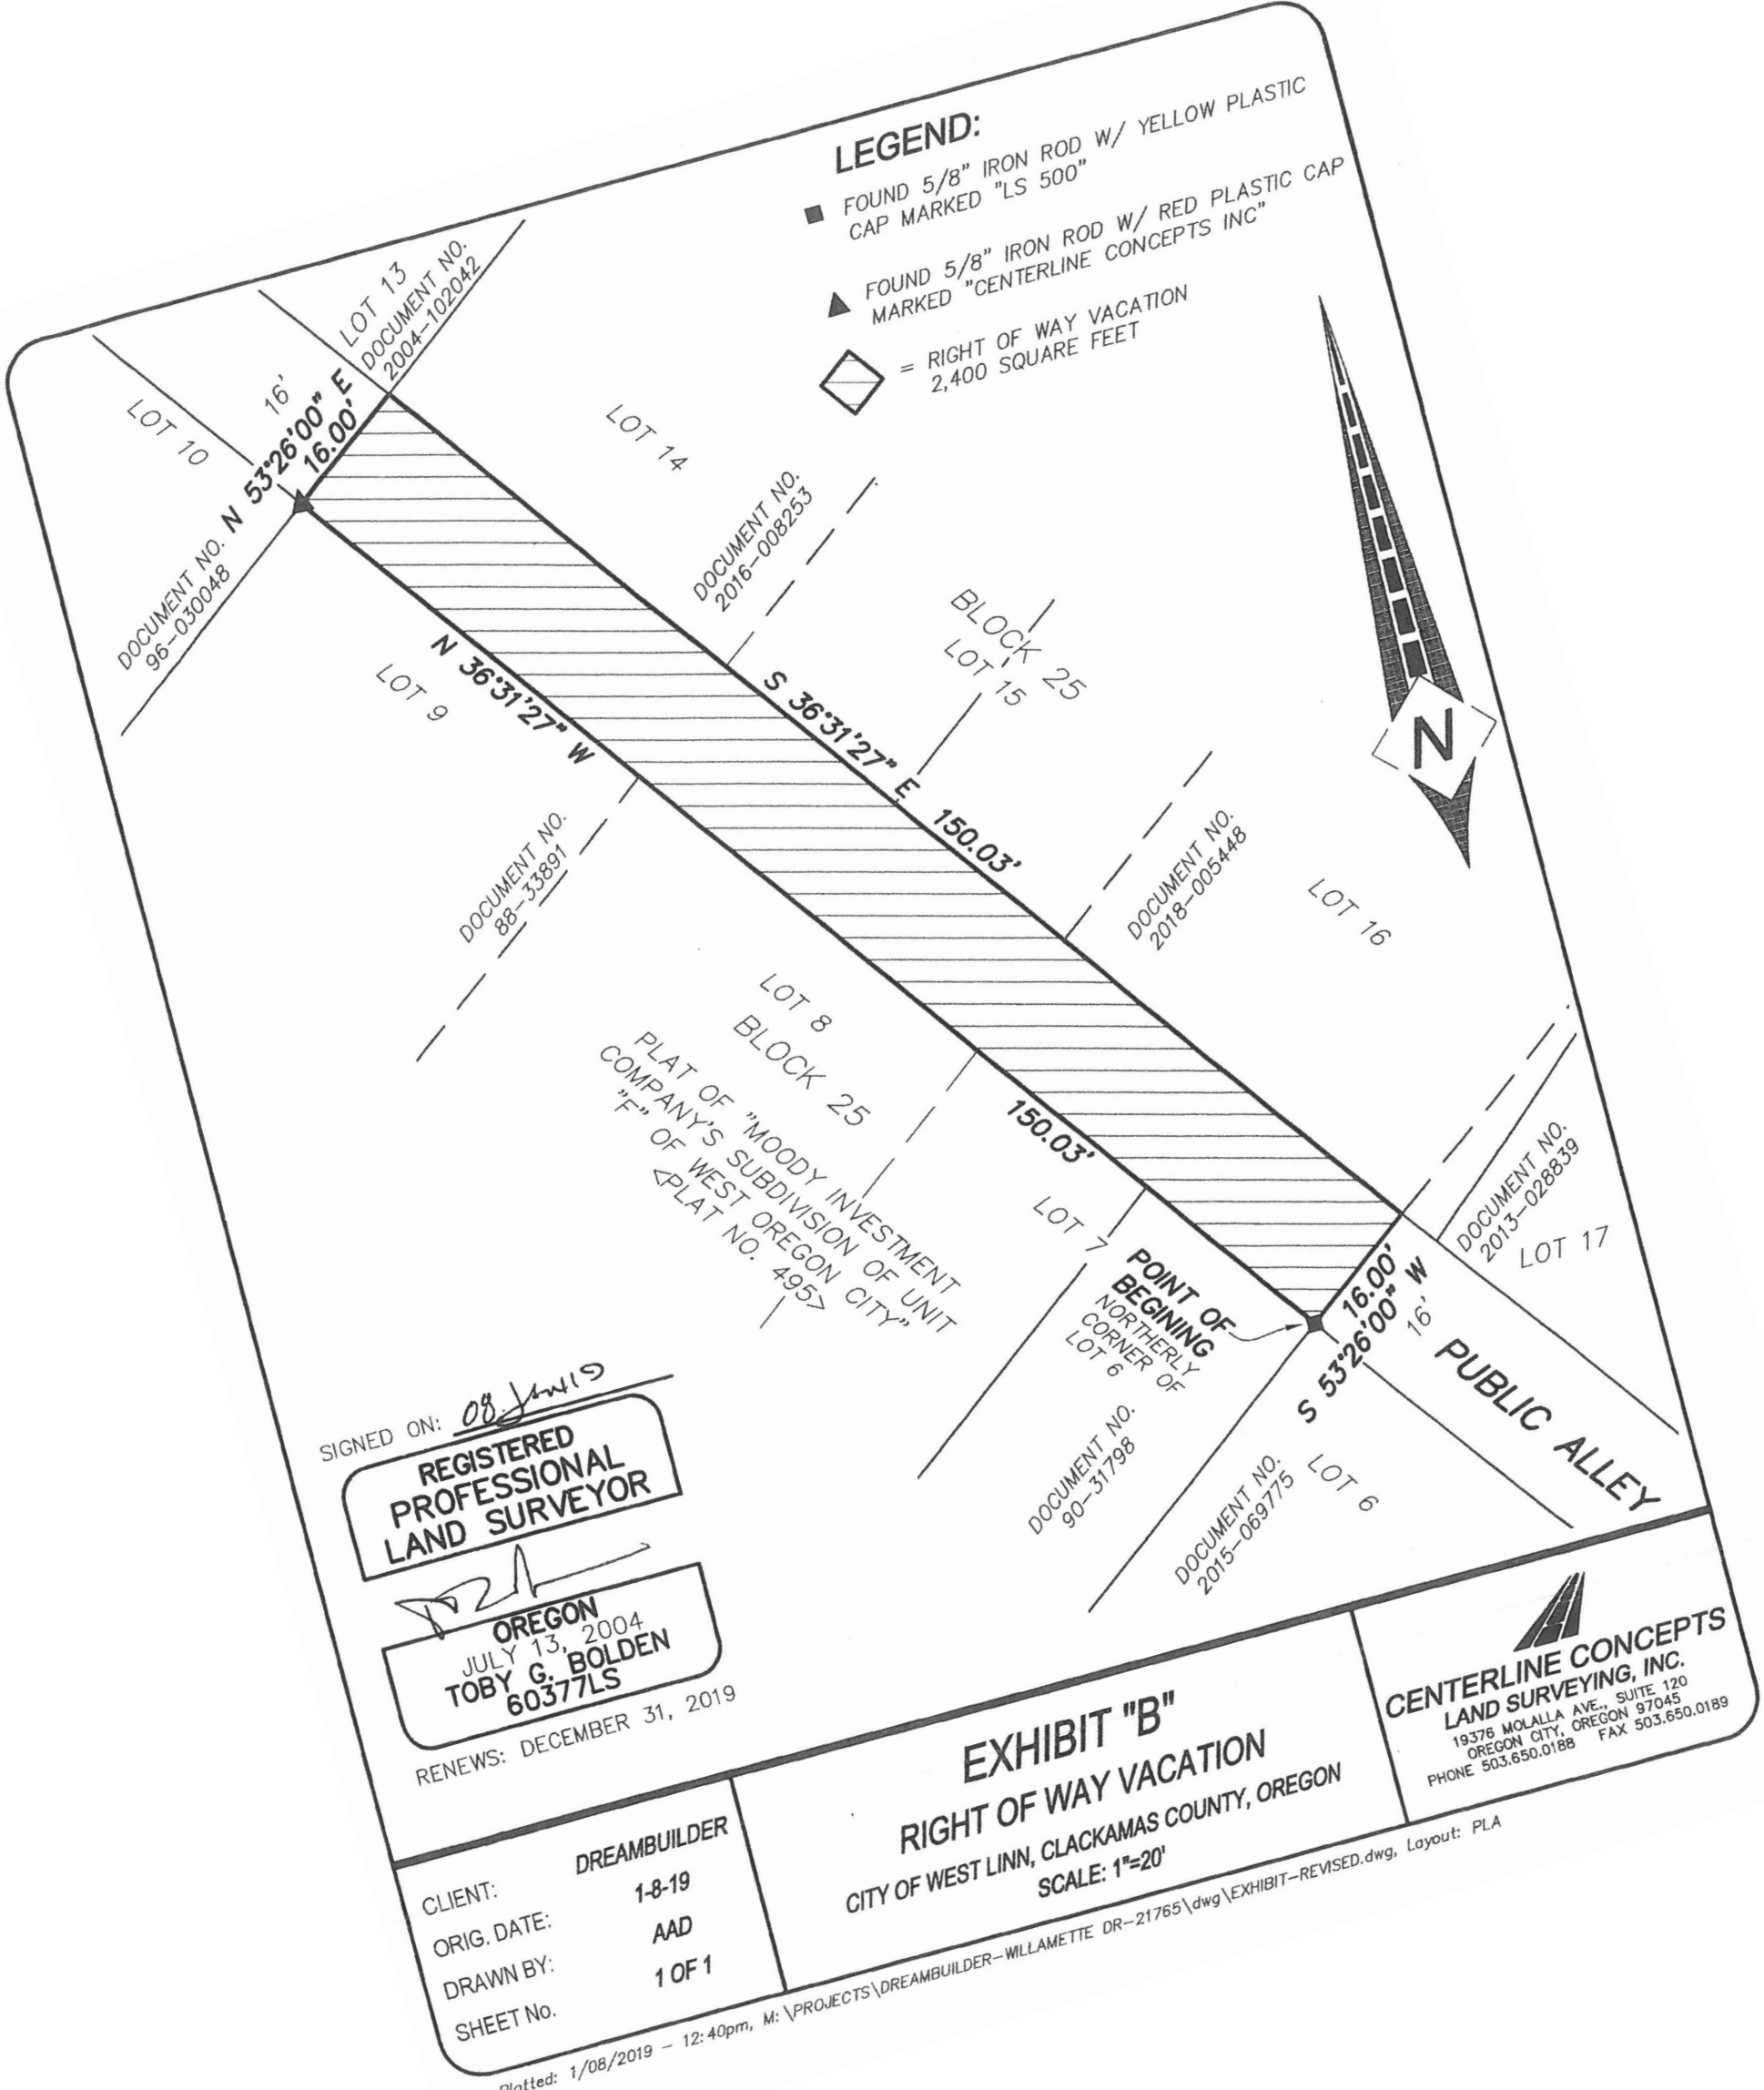 LEGEND:
FOUND 5/8" IRON ROD W/ YELLOW PLASTIC
CAP MARKED "LS 500"
FOUND 5/8" IRON ROD W/ RED PLASTIC CAP
MARKED "CENTERLINE CONCEPTS INC"
= RIGHT OF WAY VACATION
2,400 SQUARE FEET
LOT 13
DOCUMENT NO.
2004-102042
16'
N 53°26'00" E
16.00'
LOT 10
DOCUMENT NO.
96-030048
LOT 14
DOCUMENT NO.
2016-008253
LOT 9
N 36°31'27" W
BLOCK 25
LOT 15
S 36°31'27" E 150.03'
N
DOCUMENT NO.
88-33891
DOCUMENT NO.
2018-005448
LOT 16
LOT 8
BLOCK 25
PLAT OF "MOODY INVESTMENT
COMPANY'S SUBDIVISION OF UNIT
"F" OF WEST OREGON CITY"
<PLAT NO. 495>
150.03'
LOT 7
DOCUMENT NO.
2013-028839
LOT 17
POINT OF
BEGINING
NORTHERLY
CORNER OF
LOT 6
16.00'
S 53°26'00" W
16'
PUBLIC ALLEY
DOCUMENT NO.
90-31798
DOCUMENT NO.
2015-069775
LOT 6
SIGNED ON: 08 JAN 19
REGISTERED
PROFESSIONAL
LAND SURVEYOR
OREGON
JULY 13, 2004
TOBY G. BOLDEN
60377LS
RENEWS: DECEMBER 31, 2019
CLIENT: DREAMBUILDER
ORIG. DATE: 1-8-19
DRAWN BY: AAD
SHEET No. 1 OF 1
EXHIBIT "B"
RIGHT OF WAY VACATION
CITY OF WEST LINN, CLACKAMAS COUNTY, OREGON
SCALE: 1"=20'
CENTERLINE CONCEPTS
LAND SURVEYING, INC.
19376 MOLALLA AVE., SUITE 120
OREGON CITY, OREGON 97045
PHONE 503.650.0188 FAX 503.650.0189
Plotted: 1/08/2019 - 12:40pm, M:\PROJECTS\DREAMBUILDER-WILLAMETTE DR-21765\dwg\EXHIBIT-REVISED.dwg, Layout: PLA